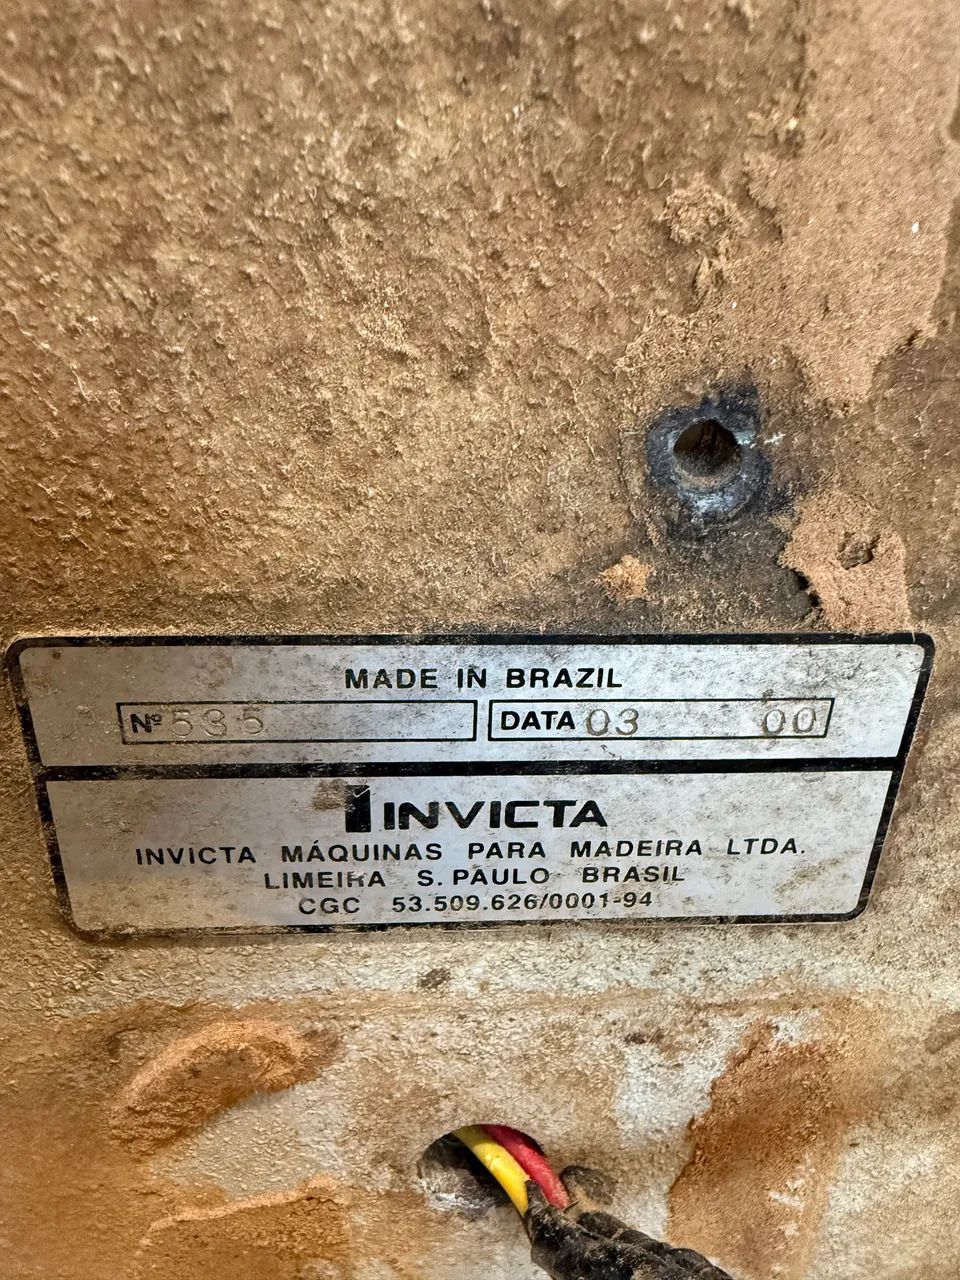 MADE IN BRAZIL
Nº 535 DATA 03 00
INVICTA
INVICTA MÁQUINAS PARA MADEIRA LTDA.
LIMEIRA S. PAULO BRASIL
CGC 53.509.626/0001-94